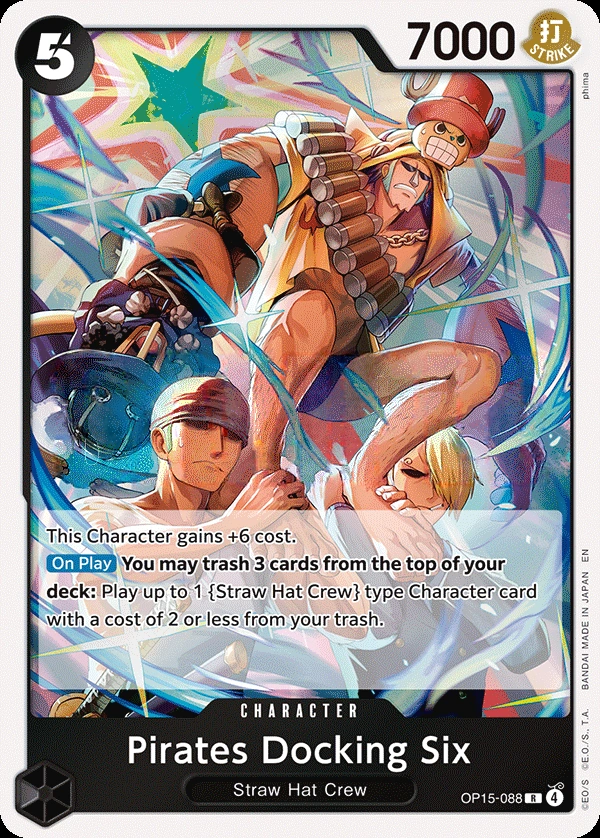 5
7000
打
STRIKE
phima
This Character gains +6 cost.
On Play You may trash 3 cards from the top of your
deck: Play up to 1 {Straw Hat Crew} type Character card
with a cost of 2 or less from your trash.
©EO/S ©E.O./S., T.A. BANDAI MADE IN JAPAN EN
CHARACTER
Pirates Docking Six
Straw Hat Crew
OP15-088 R 4